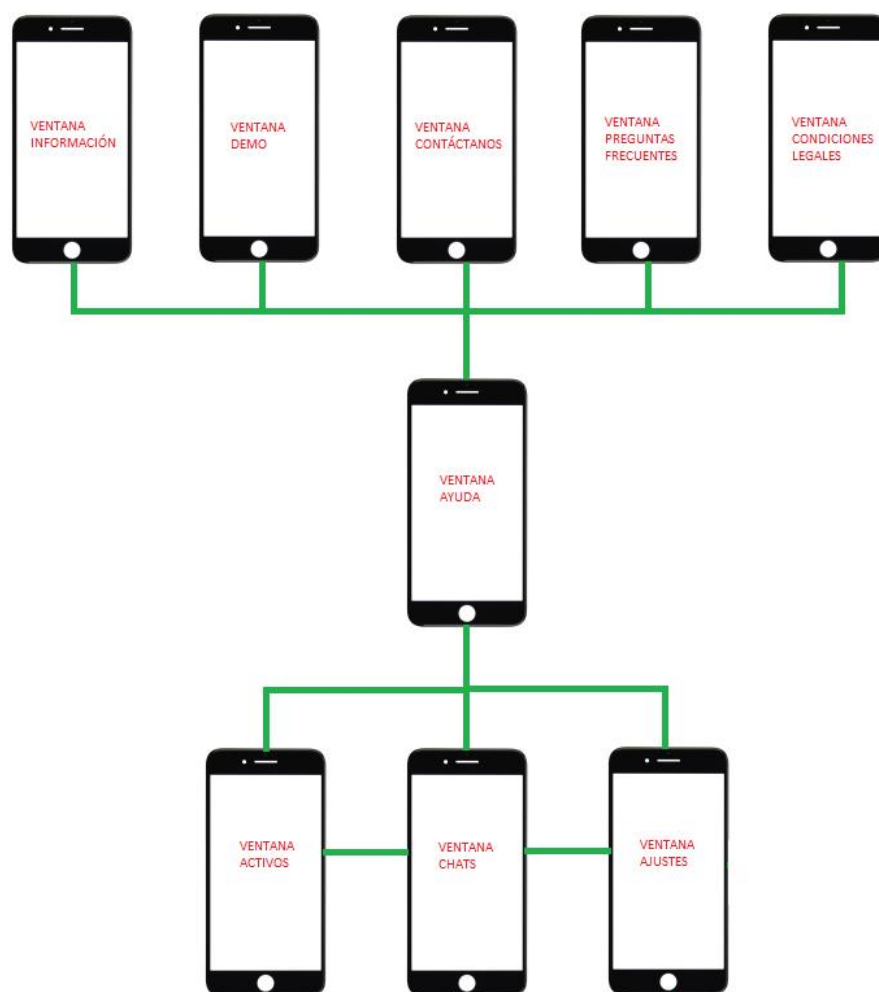 VENTANA
INFORMACIÓN
VENTANA
DEMO
VENTANA
CONTÁCTANOS
VENTANA
PREGUNTAS
FRECUENTES
VENTANA
CONDICIONES
LEGALES
VENTANA
AYUDA
VENTANA
ACTIVOS
VENTANA
CHATS
VENTANA
AJUSTES